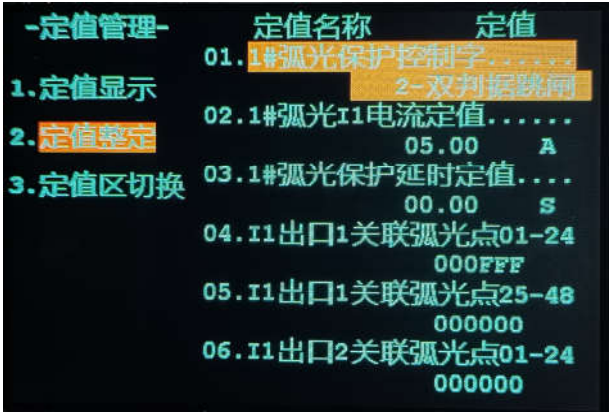 -定值管理-
1.定值显示
2.定值整定
3.定值区切换
定值名称 定值
01.1#弧光保护控制字......
2-双判据跳闸
02.1#弧光I1电流定值......
05.00 A
03.1#弧光保护延时定值....
00.00 S
04.I1出口1关联弧光点01-24
000FFF
05.I1出口1关联弧光点25-48
000000
06.I1出口2关联弧光点01-24
000000